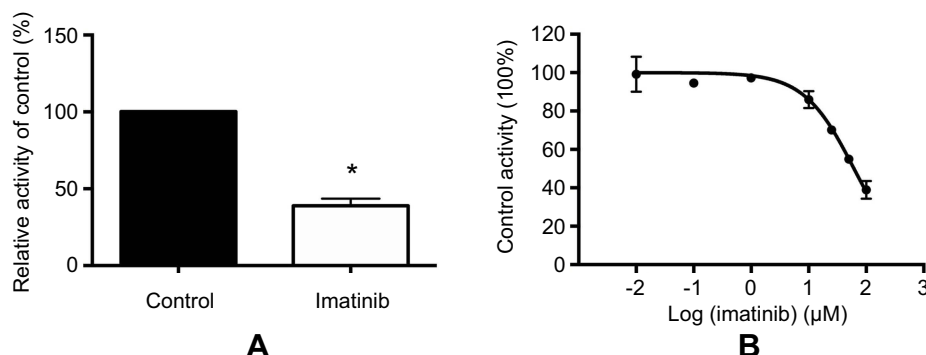 Relative activity of control (%)
150
100
50
0
*
Control
Imatinib
A
Control activity (100%)
120
100
80
60
40
20
0
-2
-1
0
1
2
3
Log (imatinib) (µM)
B